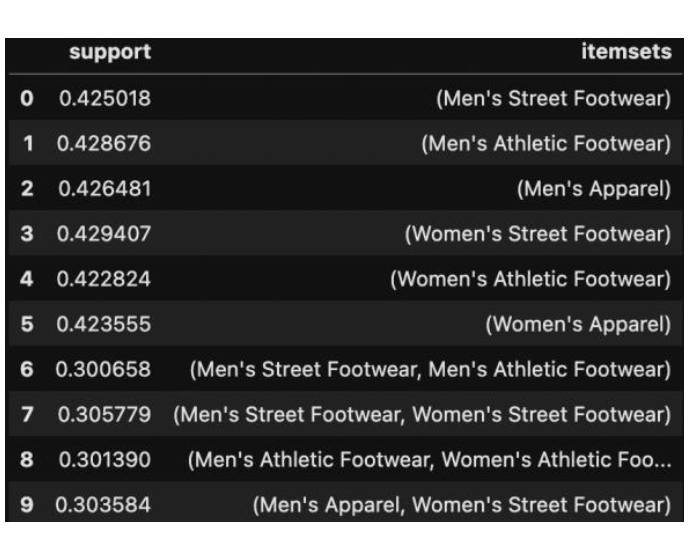 support itemsets
0 0.425018 (Men's Street Footwear)
1 0.428676 (Men's Athletic Footwear)
2 0.426481 (Men's Apparel)
3 0.429407 (Women's Street Footwear)
4 0.422824 (Women's Athletic Footwear)
5 0.423555 (Women's Apparel)
6 0.300658 (Men's Street Footwear, Men's Athletic Footwear)
7 0.305779 (Men's Street Footwear, Women's Street Footwear)
8 0.301390 (Men's Athletic Footwear, Women's Athletic Foo...
9 0.303584 (Men's Apparel, Women's Street Footwear)